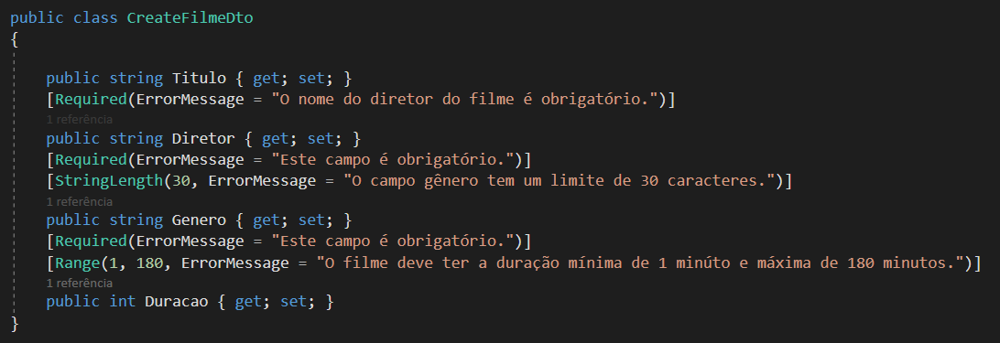 public class CreateFilmeDto
{
public string Titulo { get; set; }
[Required(ErrorMessage = "O nome do diretor do filme é obrigatório.")]
1 referência
public string Diretor { get; set; }
[Required(ErrorMessage = "Este campo é obrigatório.")]
[StringLength(30, ErrorMessage = "O campo gênero tem um limite de 30 caracteres.")]
1 referência
public string Genero { get; set; }
[Required(ErrorMessage = "Este campo é obrigatório.")]
[Range(1, 180, ErrorMessage = "O filme deve ter a duração mínima de 1 minúto e máxima de 180 minutos.")]
1 referência
public int Duracao { get; set; }
}